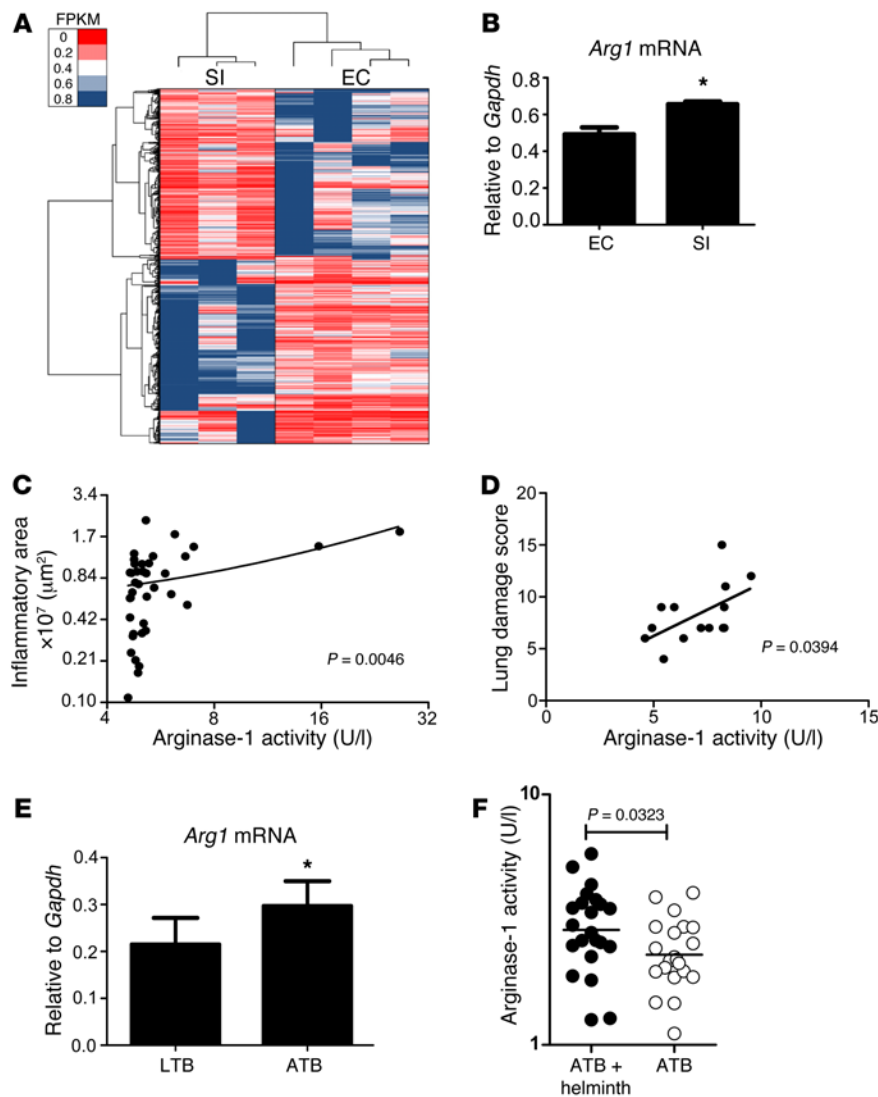 A
FPKM
0
0.2
0.4
0.6
0.8
SI
EC
B
Arg1 mRNA
*
Relative to Gapdh
0.8
0.6
0.4
0.2
0.0
EC
SI
C
Inflammatory area
×10⁷ (μm²)
3.4
1.7
0.84
0.42
0.21
0.10
P = 0.0046
4
8
16
32
Arginase-1 activity (U/l)
D
Lung damage score
20
15
10
5
0
P = 0.0394
0
5
10
15
Arginase-1 activity (U/l)
E
Arg1 mRNA
*
Relative to Gapdh
0.4
0.3
0.2
0.1
0.0
LTB
ATB
F
Arginase-1 activity (U/l)
10
1
P = 0.0323
ATB +
helminth
ATB